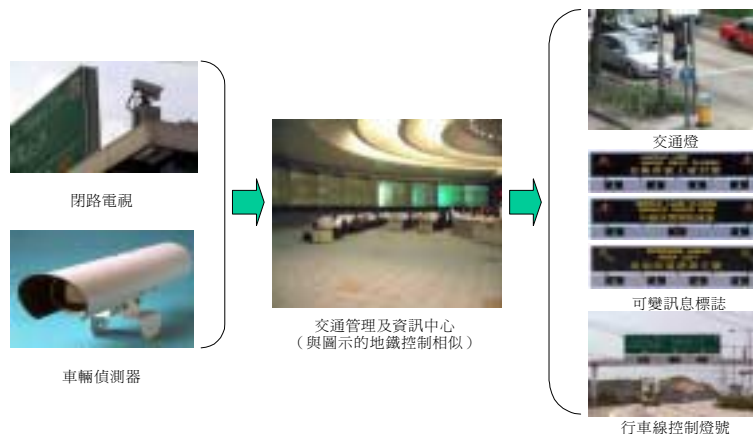 閉路電視
車輛偵測器
交通管理及資訊中心
（與圖示的地鐵控制相似）
交通燈
可變訊息標誌
行車線控制燈號